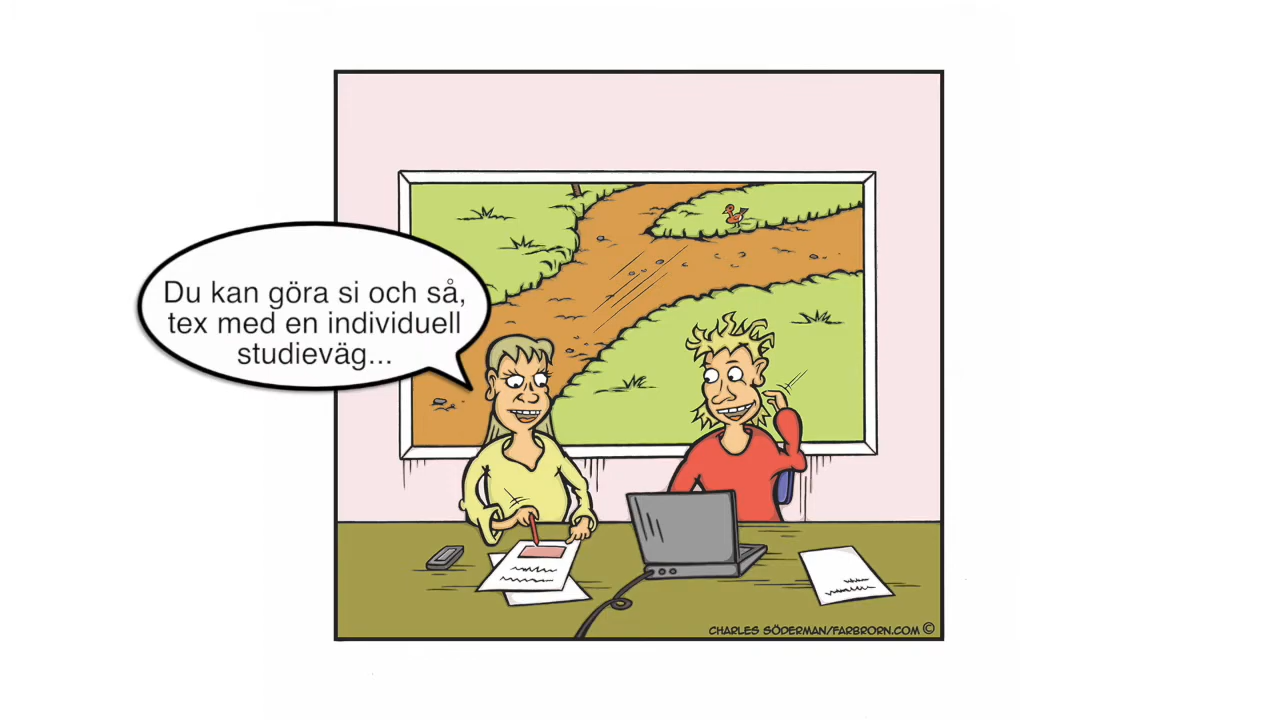 Du kan göra si och så,
tex med en individuell
studieväg...
CHARLES SÖDERMAN/FARBRORN.COM ©